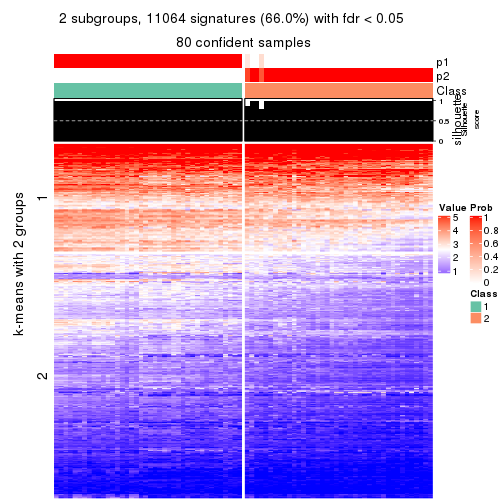 2 subgroups, 11064 signatures (66.0%) with fdr < 0.05
80 confident samples
p1
p2
Class
1
0.5
0
silhouette
Silhouette
score
k-means with 2 groups
1
2
Value
5
4
3
2
1
Prob
1
0.8
0.6
0.4
0.2
0
Class
1
2